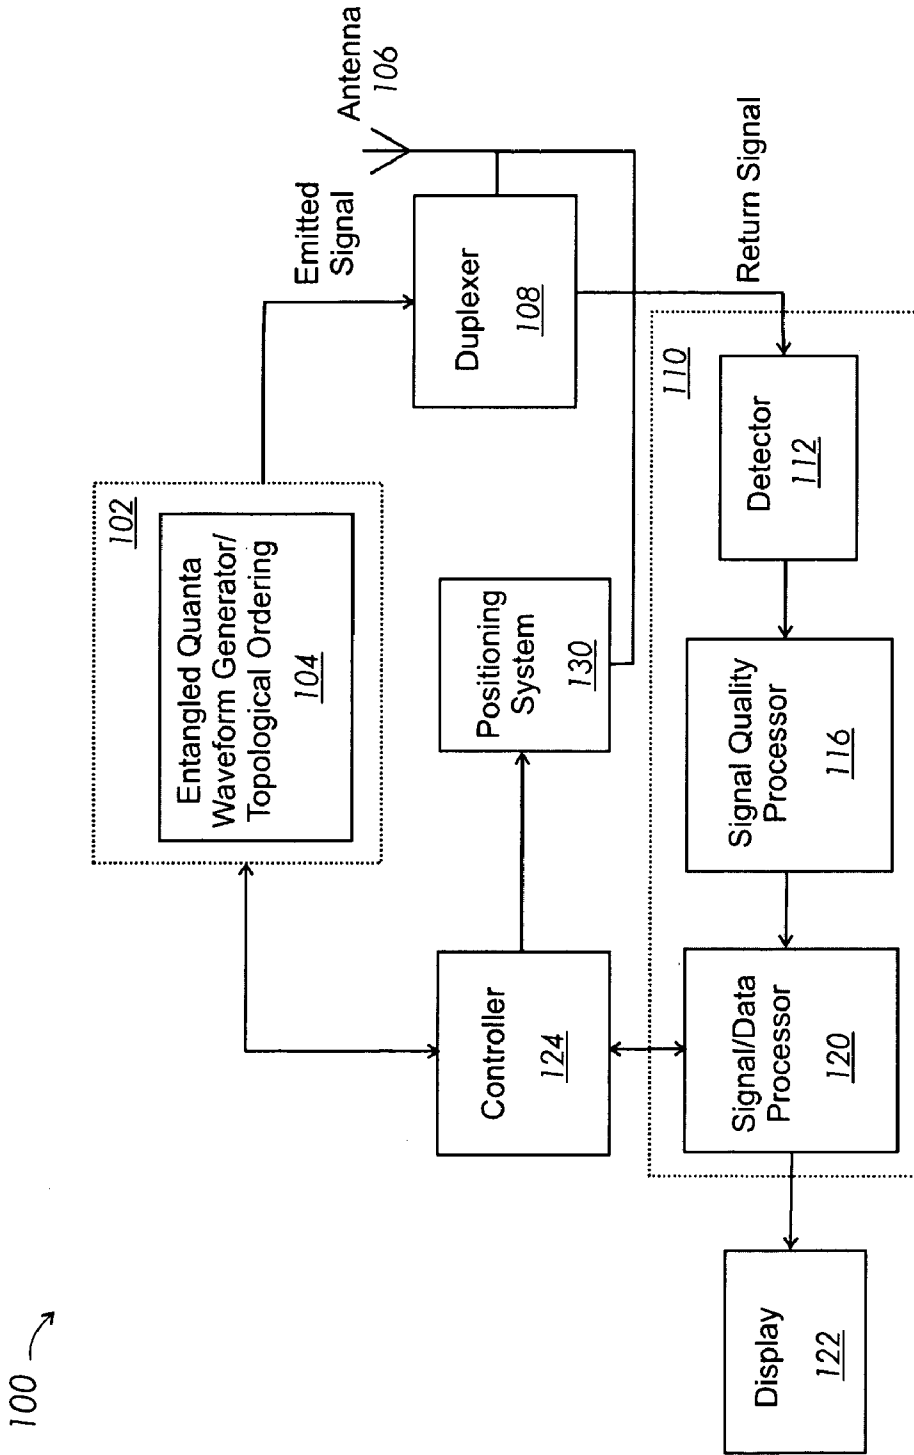 100
102
Entangled Quanta
Waveform Generator/
Topological Ordering
104
Emitted
Signal
Antenna
106
Duplexer
108
Controller
124
Positioning
System
130
Return Signal
110
Detector
112
Signal Quality
Processor
116
Signal/Data
Processor
120
Display
122